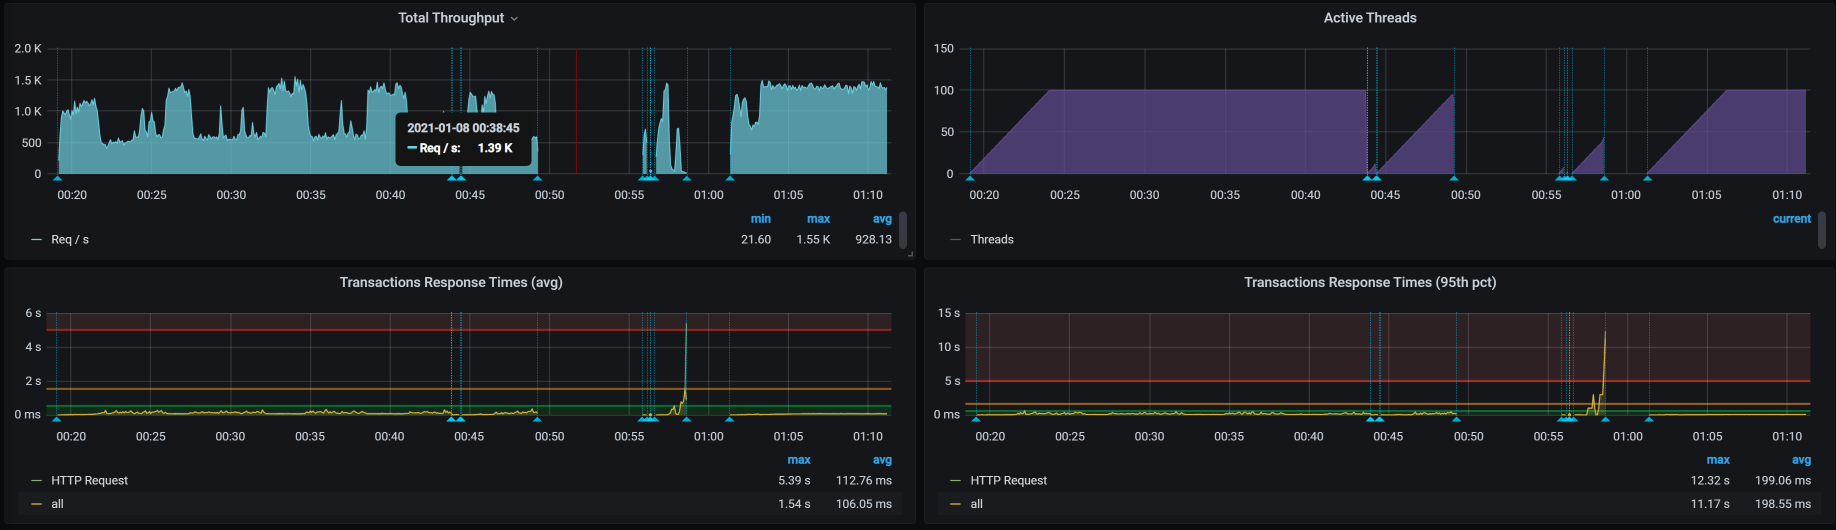 Total Throughput
2.0 K
1.5 K
1.0 K
500
0
2021-01-08 00:38:45
Req / s: 1.39 K
00:20 00:25 00:30 00:35 00:40 00:45 00:50 00:55 01:00 01:05 01:10
min max avg
Req / s 21.60 1.55 K 928.13
Active Threads
150
100
50
0
00:20 00:25 00:30 00:35 00:40 00:45 00:50 00:55 01:00 01:05 01:10
current
Threads
Transactions Response Times (avg)
6 s
4 s
2 s
0 ms
00:20 00:25 00:30 00:35 00:40 00:45 00:50 00:55 01:00 01:05 01:10
max avg
HTTP Request 5.39 s 112.76 ms
all 1.54 s 106.05 ms
Transactions Response Times (95th pct)
15 s
10 s
5 s
0 ms
00:20 00:25 00:30 00:35 00:40 00:45 00:50 00:55 01:00 01:05 01:10
max avg
HTTP Request 12.32 s 199.06 ms
all 11.17 s 198.55 ms